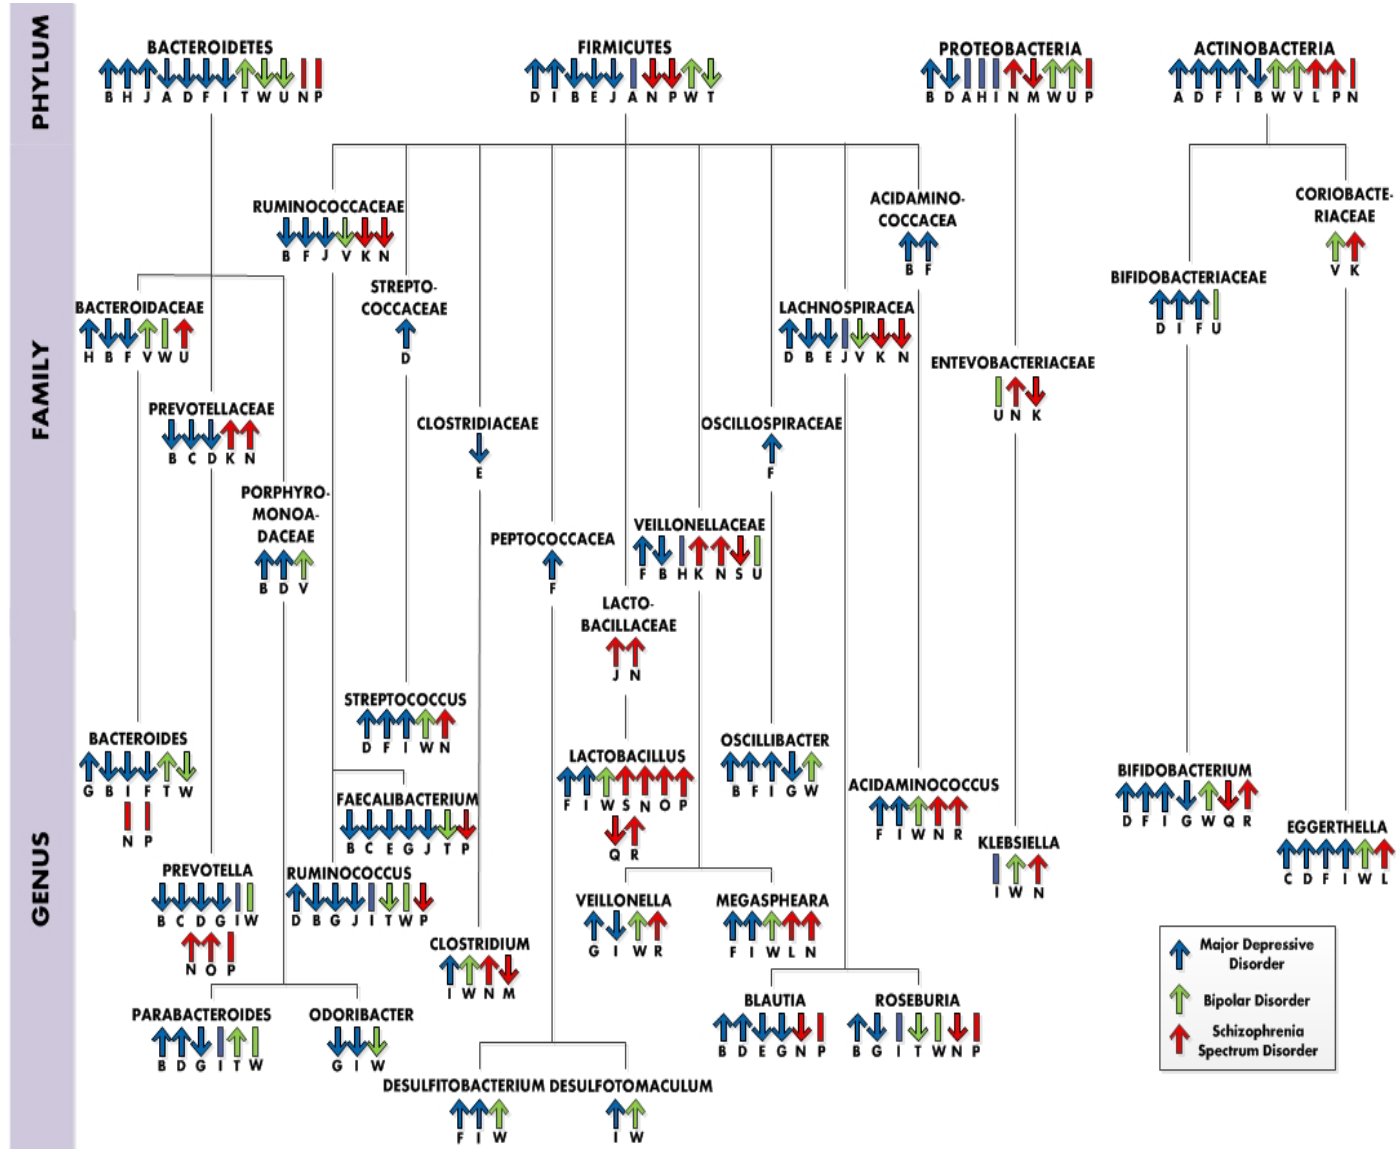 PHYLUM
FAMILY
GENUS
BACTEROIDETES
B H J A D F I T W U N P
FIRMICUTES
D I B E J A N P W T
PROTEOBACTERIA
B D A H I N M W U P
ACTINOBACTERIA
A D F I B W V L P N
RUMINOCOCCACEAE
B F J V K N
ACIDAMINO-
COCCACEA
B F
CORIOBACTE-
RIACEAE
V K
STREPTO-
COCCACEAE
D
BIFIDOBACTERIACEAE
D I F U
BACTEROIDACEAE
H B F V W U
LACHNOSPIRACEA
D B E J V K N
ENTEVOBACTERIACEAE
U N K
PREVOTELLACEAE
B C D K N
CLOSTRIDIACEAE
E
OSCILLOSPIRACEAE
F
PORPHYRO-
MONOA-
DACEAE
B D V
PEPTOCOCCACEA
F
VEILLONELLACEAE
F B H K N S U
LACTO-
BACILLACEAE
J N
STREPTOCOCCUS
D F I W N
BACTEROIDES
G B I F T W
N P
LACTOBACILLUS
F I W S N O P
Q R
OSCILLIBACTER
B F I G W
ACIDAMINOCOCCUS
F I W N R
BIFIDOBACTERIUM
D F I G W Q R
FAECALIBACTERIUM
B C E G J T P
EGGERTHELLA
C D F I W L
KLEBSIELLA
I W N
PREVOTELLA
B C D G I W
N O P
RUMINOCOCCUS
D B G J I T W P
VEILLONELLA
G I W R
MEGASPHEARA
F I W L N
CLOSTRIDIUM
I W N M
PARABACTEROIDES
B D G I T W
ODORIBACTER
G I W
BLAUTIA
B D E G N P
ROSEBURIA
B G I T W N P
DESULFITOBACTERIUM
F I W
DESULFOTOMACULUM
I W
Major Depressive
Disorder
Bipolar Disorder
Schizophrenia
Spectrum Disorder